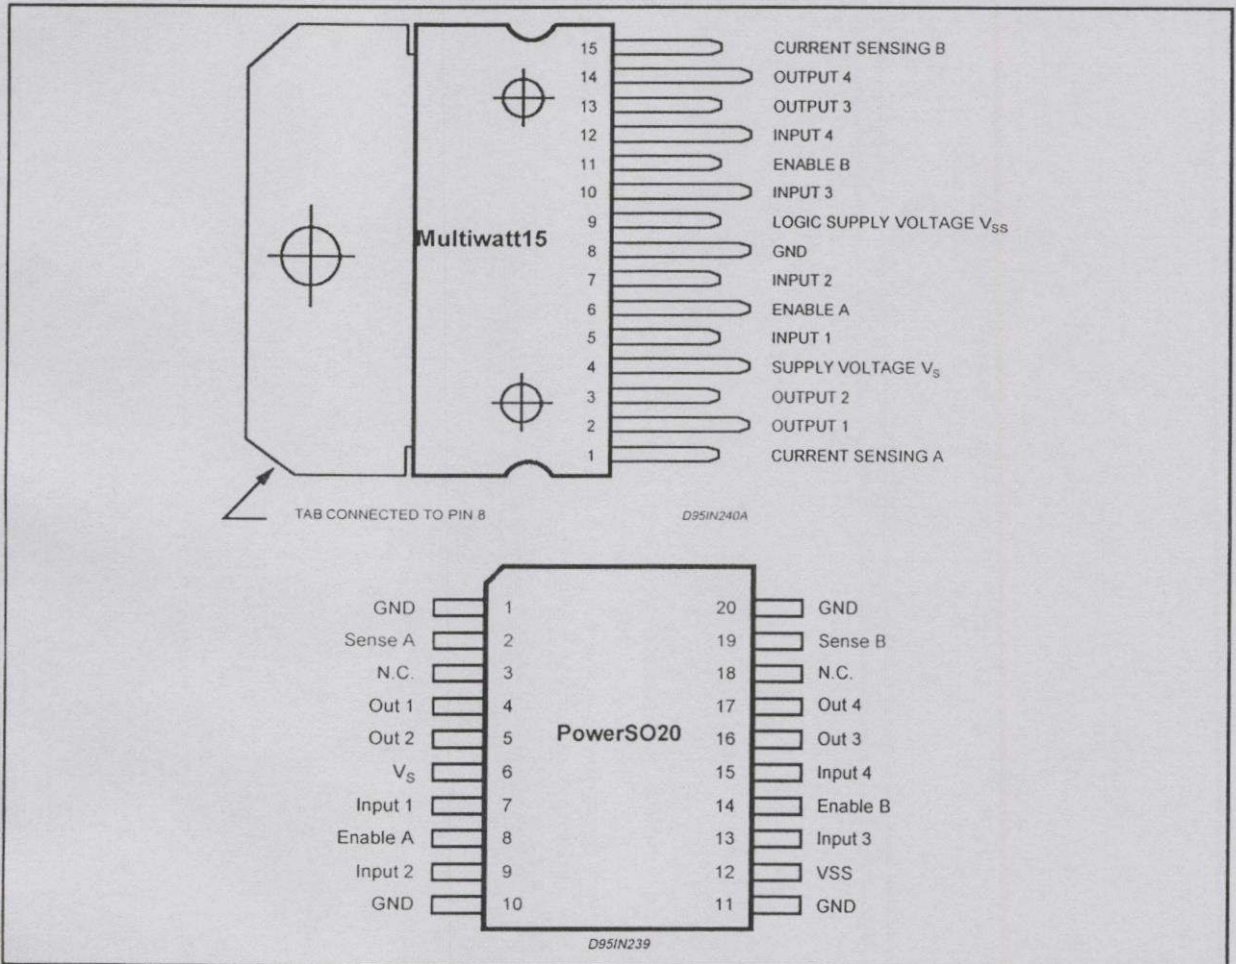 15 CURRENT SENSING B
14 OUTPUT 4
13 OUTPUT 3
12 INPUT 4
11 ENABLE B
10 INPUT 3
9 LOGIC SUPPLY VOLTAGE VSS
Multiwatt15
8 GND
7 INPUT 2
6 ENABLE A
5 INPUT 1
4 SUPPLY VOLTAGE VS
3 OUTPUT 2
2 OUTPUT 1
1 CURRENT SENSING A
TAB CONNECTED TO PIN 8
D95IN240A
GND 1 20 GND
Sense A 2 19 Sense B
N.C. 3 18 N.C.
Out 1 4 17 Out 4
PowerSO20
Out 2 5 16 Out 3
VS 6 15 Input 4
Input 1 7 14 Enable B
Enable A 8 13 Input 3
Input 2 9 12 VSS
GND 10 11 GND
D95IN239